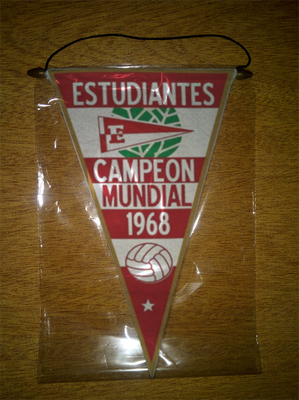 ESTUDIANTES
E
CAMPEON
MUNDIAL
1968